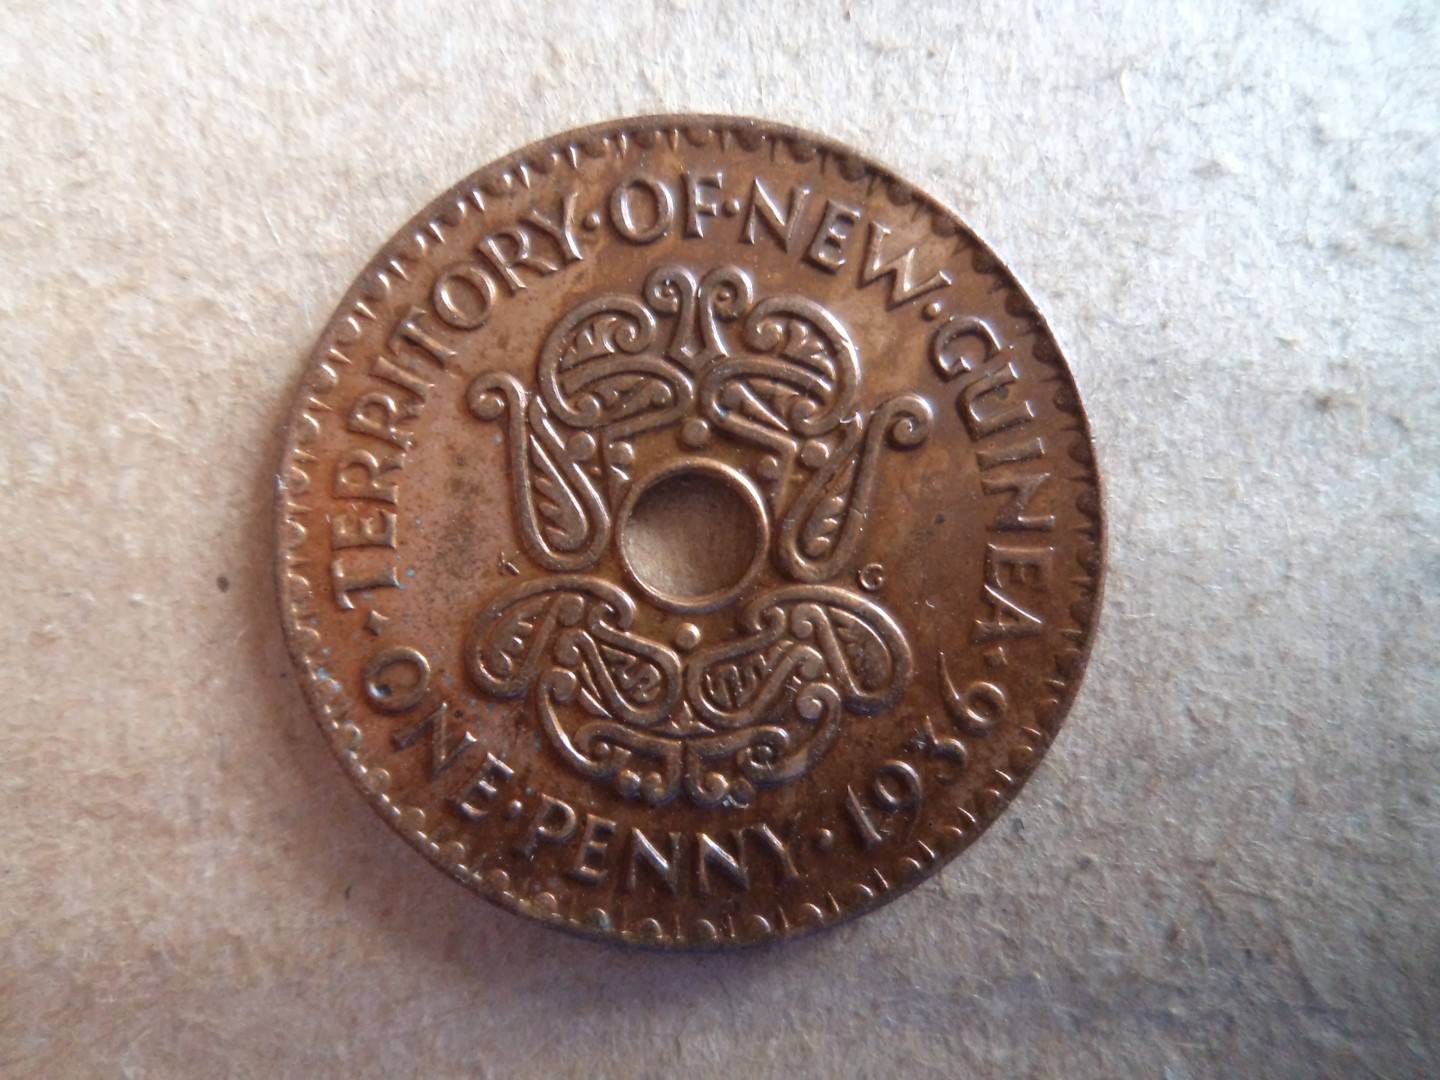 TERRITORY·OF·NEW·GUINEA·
ONE·PENNY·1936·
K G